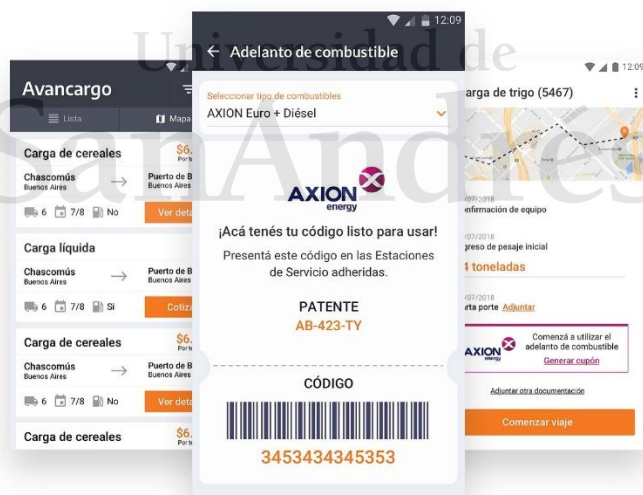 Universidad de
SanAndrés
Avancargo
Lista
Mapa
Carga de cereales
$6.
Chascomús
Buenos Aires
→
Puerto de B
Buenos Aires
6 7/8 No
Ver deta
Carga líquida
Chascomús
Buenos Aires
→
Puerto de B
Buenos Aires
6 7/8 Si
Cotiza
Carga de cereales
$6.
Chascomús
Buenos Aires
→
Puerto de B
Buenos Aires
6 7/8 No
Ver deta
Carga de cereales
$6.
12:09
← Adelanto de combustible
Seleccionar tipo de combustibles
AXION Euro + Diésel
AXION
energy
¡Acá tenés tu código listo para usar!
Presentá este código en las Estaciones
de Servicio adheridas.
PATENTE
AB-423-TY
CÓDIGO
3453434345353
12:09
arga de trigo (5467)
/07/2018
nfirmación de equipo
/07/2018
greso de pesaje inicial
4 toneladas
/07/2018
rta porte Adjuntar
AXION
energy
Comenzá a utilizar el
adelanto de combustible
Generar cupón
Adjuntar otra documentación
Comenzar viaje